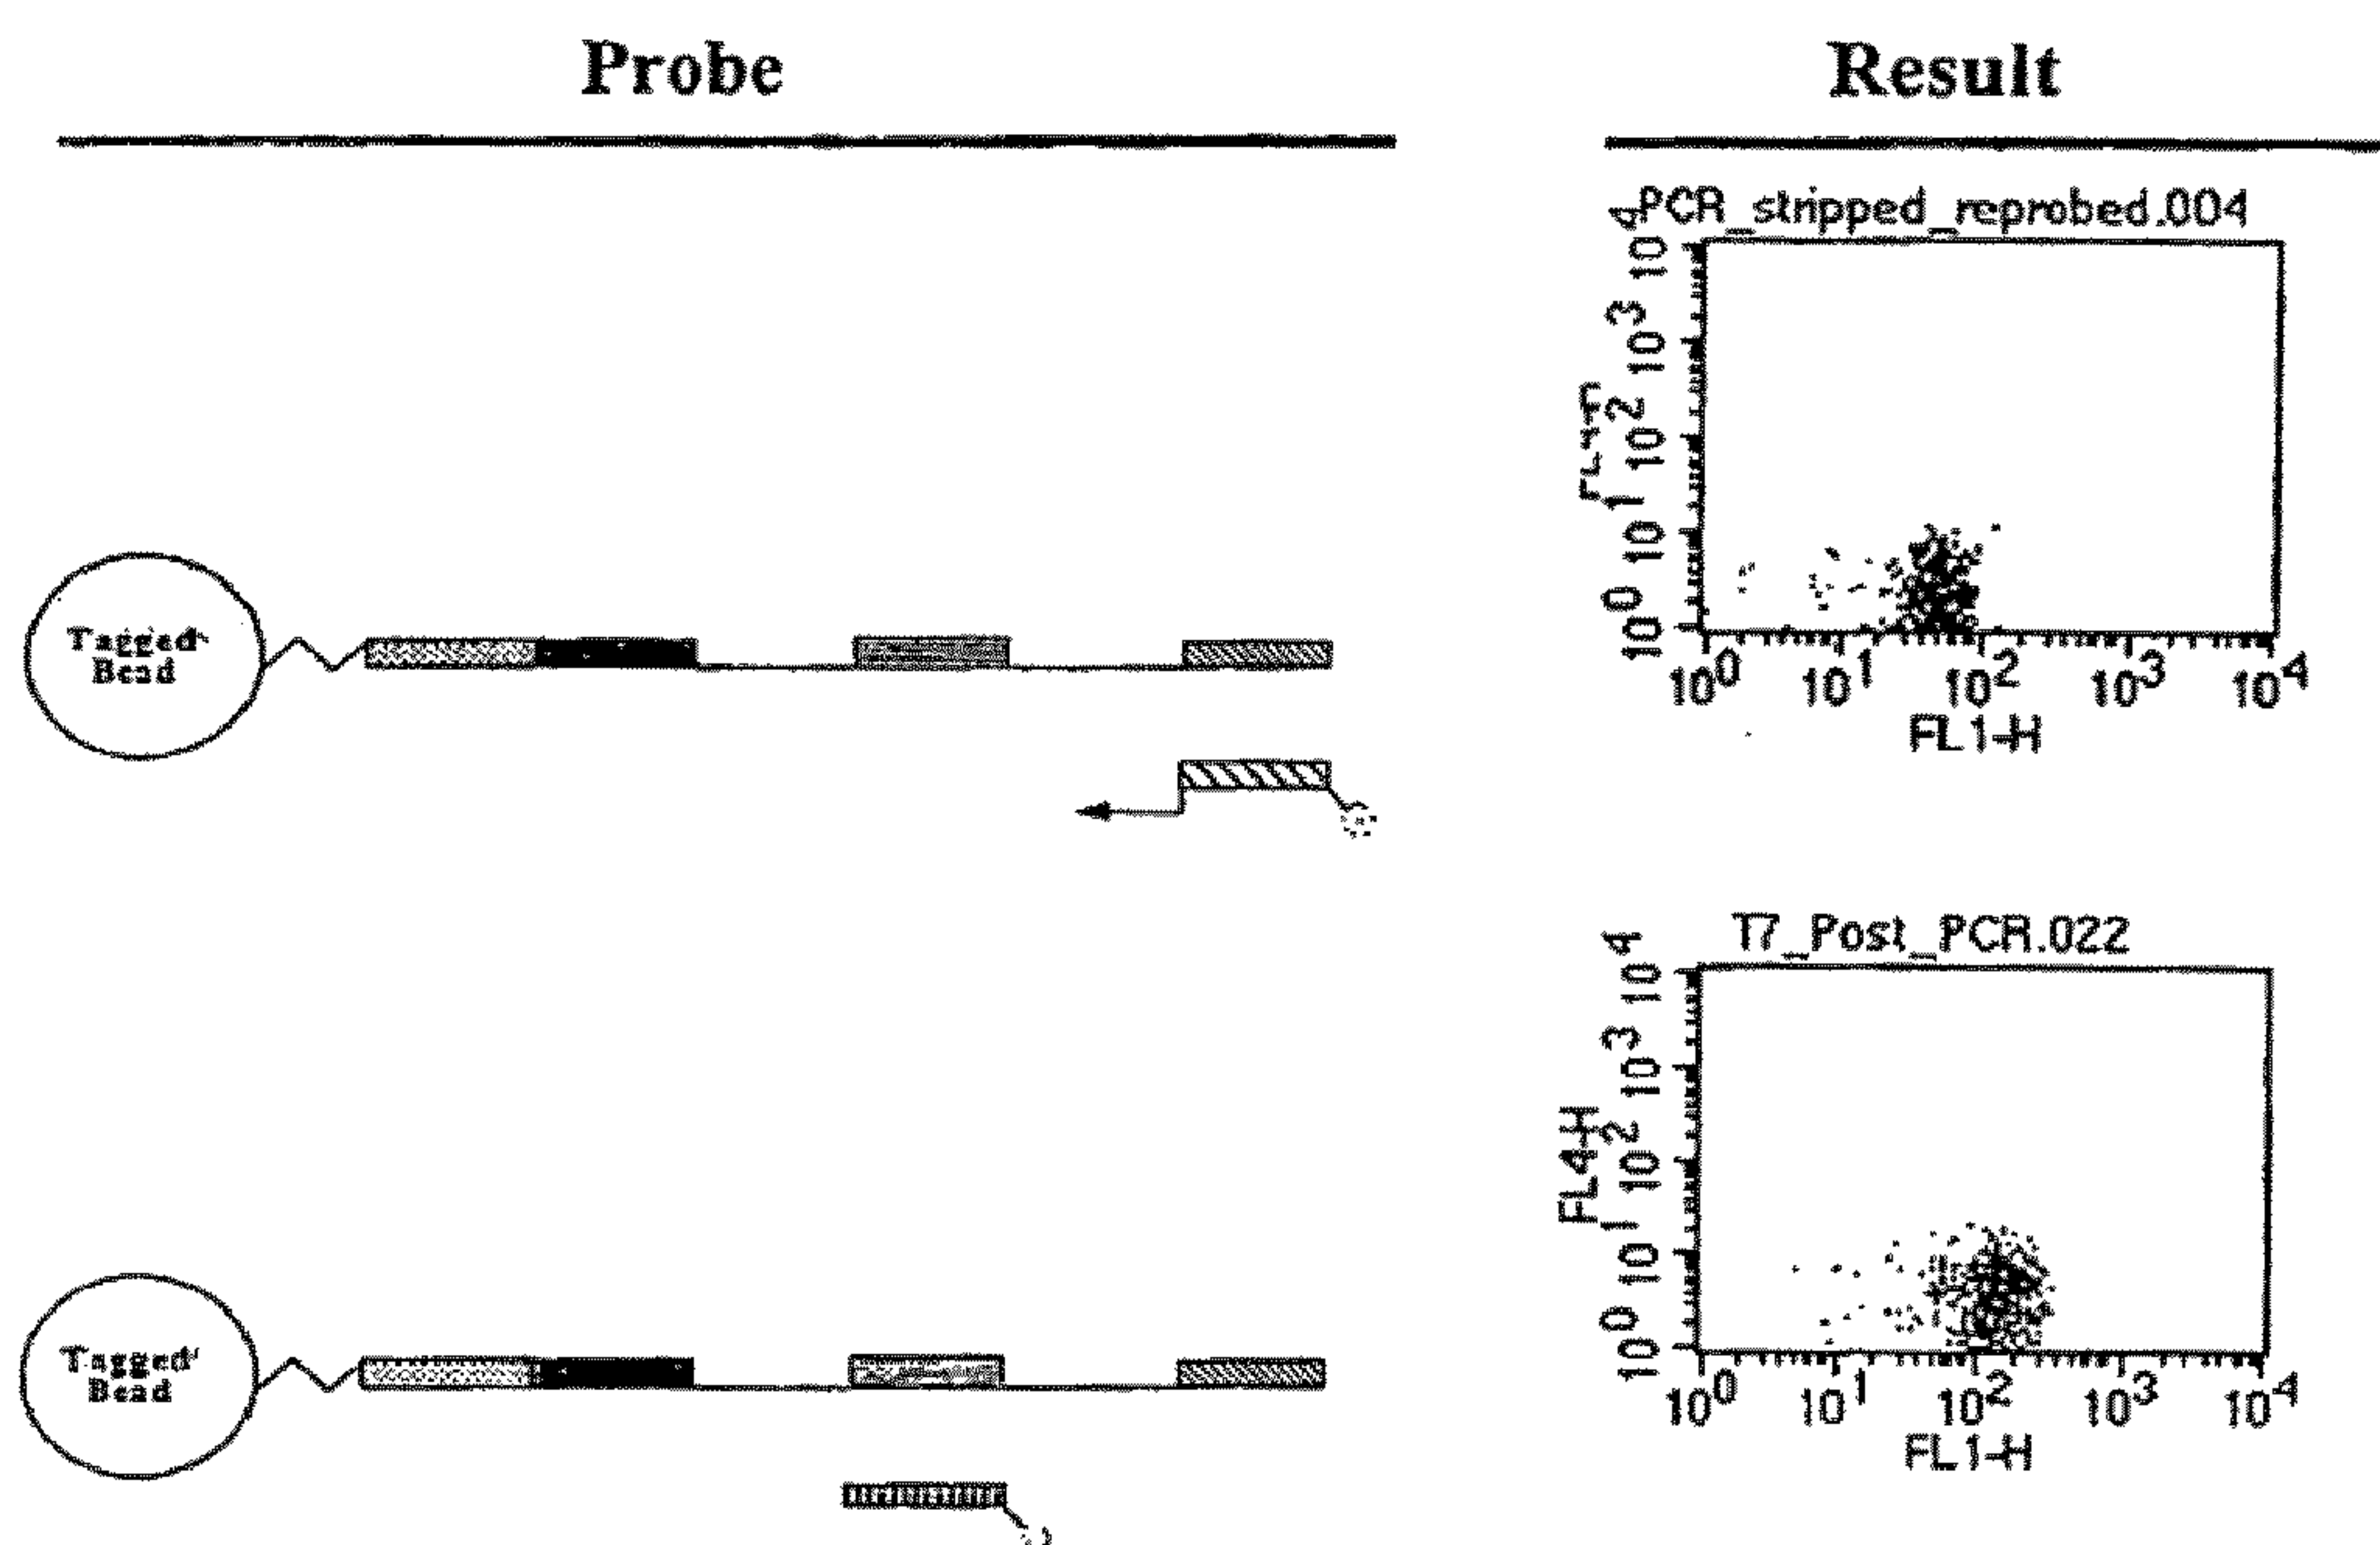 Probe
Result
PCR_stripped_reprobed.004
10^4
10^3
10^2
10^1
10^0
10^0 10^1 10^2 10^3 10^4
FL1-H
Tagged
Bead
T7_Post_PCR.022
FL4-H
10^4
10^3
10^2
10^1
10^0
10^0 10^1 10^2 10^3 10^4
FL1-H
Tagged
Bead